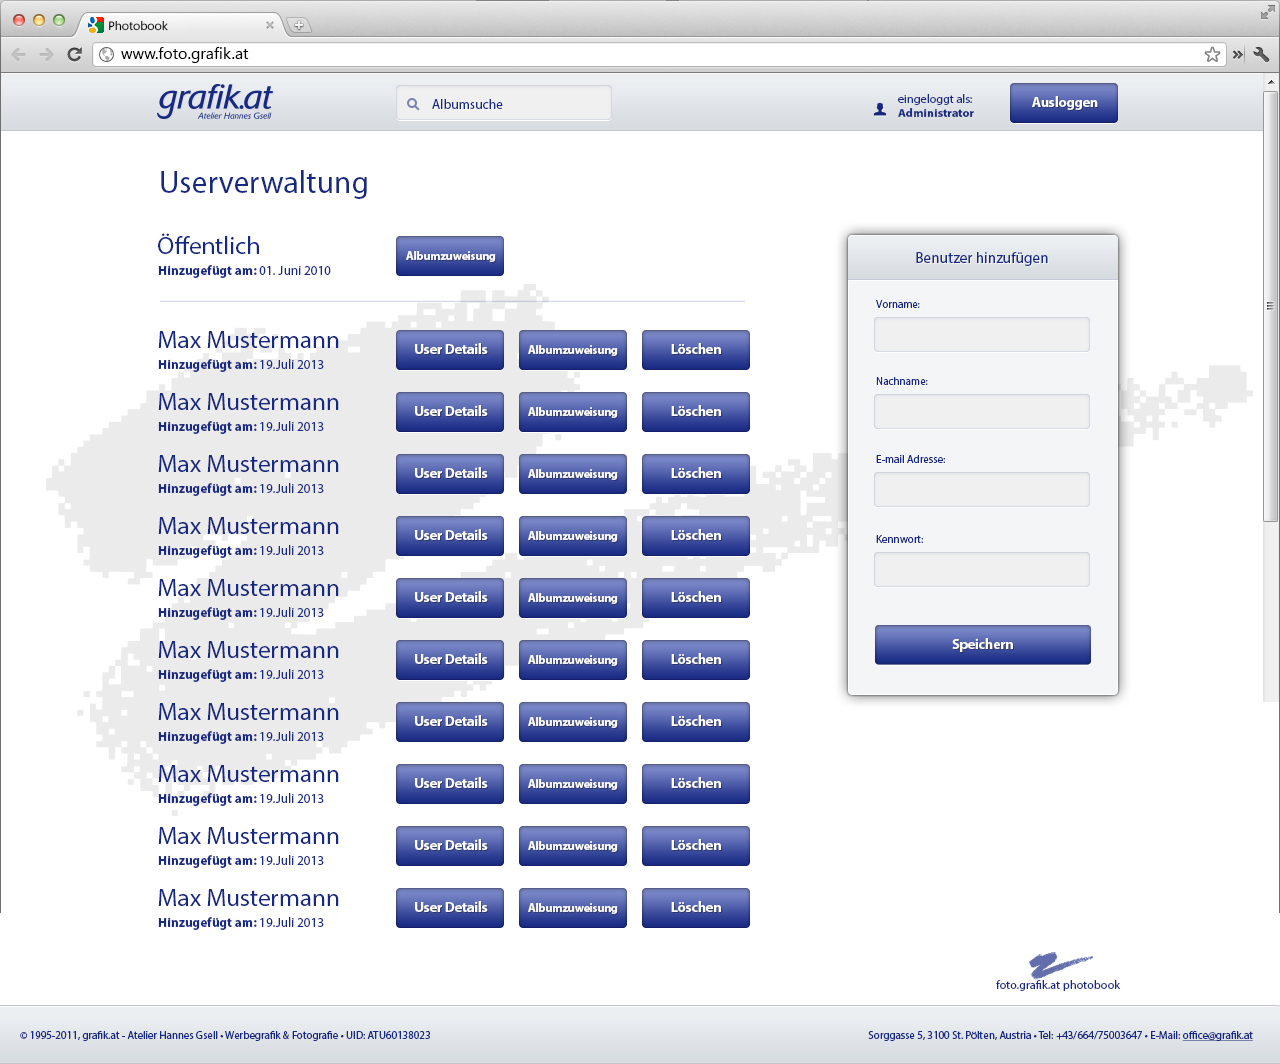 Photobook
www.foto.grafik.at
grafik.at
Atelier Hannes Gsell
Albumsuche
eingeloggt als:
Administrator
Ausloggen
Userverwaltung
Öffentlich
Hinzugefügt am: 01. Juni 2010
Albumzuweisung
Max Mustermann
Hinzugefügt am: 19.Juli 2013
User Details Albumzuweisung Löschen
Max Mustermann
Hinzugefügt am: 19.Juli 2013
User Details Albumzuweisung Löschen
Max Mustermann
Hinzugefügt am: 19.Juli 2013
User Details Albumzuweisung Löschen
Max Mustermann
Hinzugefügt am: 19.Juli 2013
User Details Albumzuweisung Löschen
Max Mustermann
Hinzugefügt am: 19.Juli 2013
User Details Albumzuweisung Löschen
Max Mustermann
Hinzugefügt am: 19.Juli 2013
User Details Albumzuweisung Löschen
Max Mustermann
Hinzugefügt am: 19.Juli 2013
User Details Albumzuweisung Löschen
Max Mustermann
Hinzugefügt am: 19.Juli 2013
User Details Albumzuweisung Löschen
Max Mustermann
Hinzugefügt am: 19.Juli 2013
User Details Albumzuweisung Löschen
Max Mustermann
Hinzugefügt am: 19.Juli 2013
User Details Albumzuweisung Löschen
Benutzer hinzufügen
Vorname:
Nachname:
E-mail Adresse:
Kennwort:
Speichern
foto.grafik.at photobook
© 1995-2011, grafik.at - Atelier Hannes Gsell • Werbegrafik & Fotografie • UID: ATU60138023
Sorggasse 5, 3100 St. Pölten, Austria • Tel: +43/664/75003647 • E-Mail: office@grafik.at